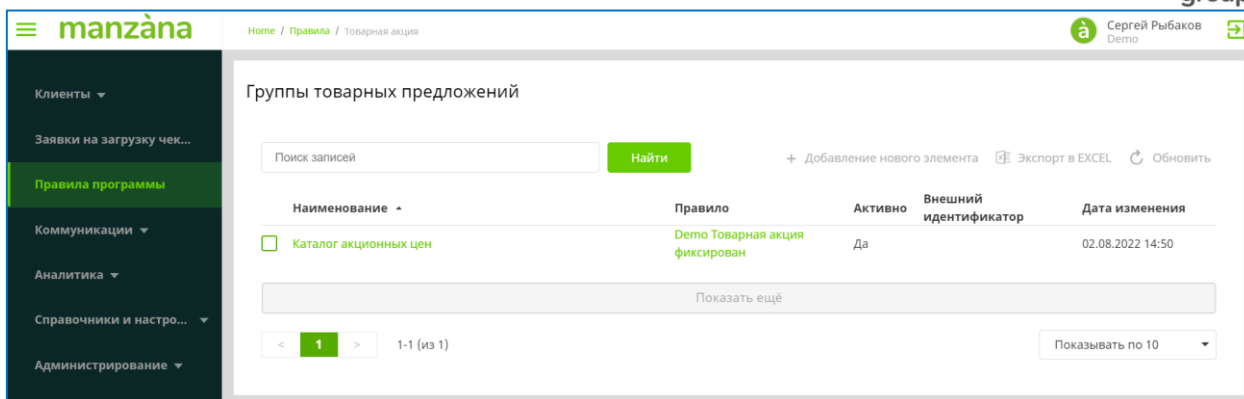 group
manzàna
Home / Правила / Товарная акция
à
Сергей Рыбаков
Demo
Клиенты
Заявки на загрузку чек...
Правила программы
Коммуникации
Аналитика
Справочники и настро...
Администрирование
Группы товарных предложений
Поиск записей
Найти
+ Добавление нового элемента
Экспорт в EXCEL
Обновить
Наименование
Правило
Активно
Внешний
идентификатор
Дата изменения
Каталог акционных цен
Demo Товарная акция
фиксирован
Да
02.08.2022 14:50
Показать ещё
< 1 > 1-1 (из 1)
Показывать по 10